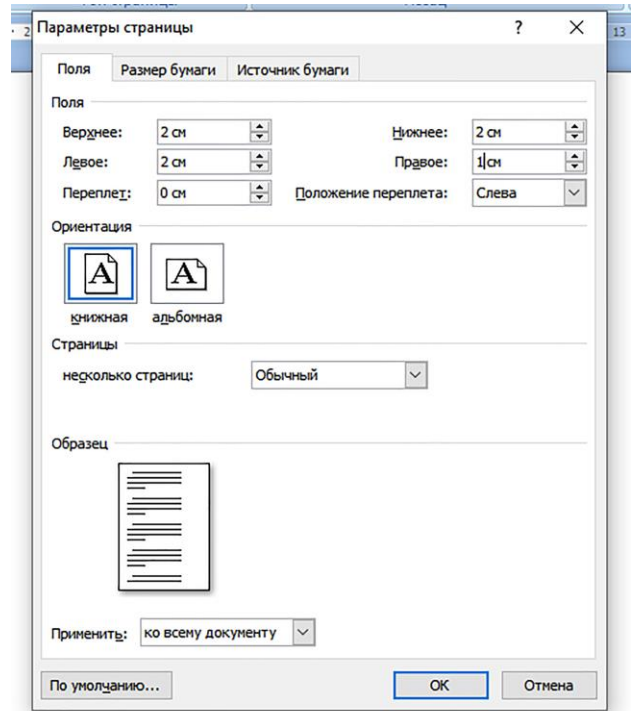 2
13
Параметры страницы ?
Поля Размер бумаги Источник бумаги
Поля
Верхнее: 2 см Нижнее: 2 см
Левое: 2 см Правое: 1 см
Переплет: 0 см Положение переплета: Слева
Ориентация
A A
книжная альбомная
Страницы
несколько страниц: Обычный
Образец
Применить: ко всему документу
По умолчанию... ОК Отмена